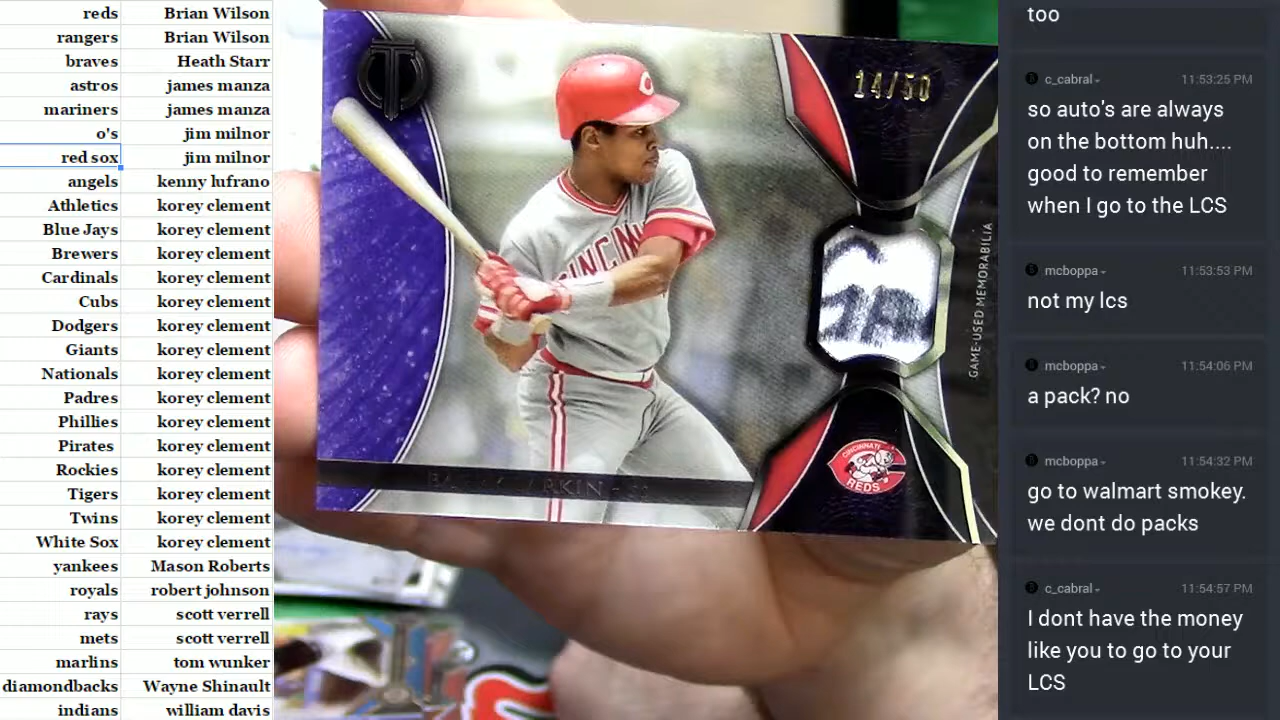 reds Brian Wilson
rangers Brian Wilson
braves Heath Starr
astros james manza
mariners james manza
o's jim milnor
red sox jim milnor
angels kenny lufrano
Athletics korey clement
Blue Jays korey clement
Brewers korey clement
Cardinals korey clement
Cubs korey clement
Dodgers korey clement
Giants korey clement
Nationals korey clement
Padres korey clement
Phillies korey clement
Pirates korey clement
Rockies korey clement
Tigers korey clement
Twins korey clement
White Sox korey clement
yankees Mason Roberts
royals robert johnson
rays scott verrell
mets scott verrell
marlins tom wunker
diamondbacks Wayne Shinault
indians william davis
14/50
CINCINN
GAME-USED MEMORABILIA
CINCINNATI
REDS
too
c_cabral 11:53:25 PM
so auto's are always
on the bottom huh....
good to remember
when I go to the LCS
mcboppa 11:53:53 PM
not my lcs
mcboppa 11:54:06 PM
a pack? no
mcboppa 11:54:32 PM
go to walmart smokey.
we dont do packs
c_cabral 11:54:57 PM
I dont have the money
like you to go to your
LCS